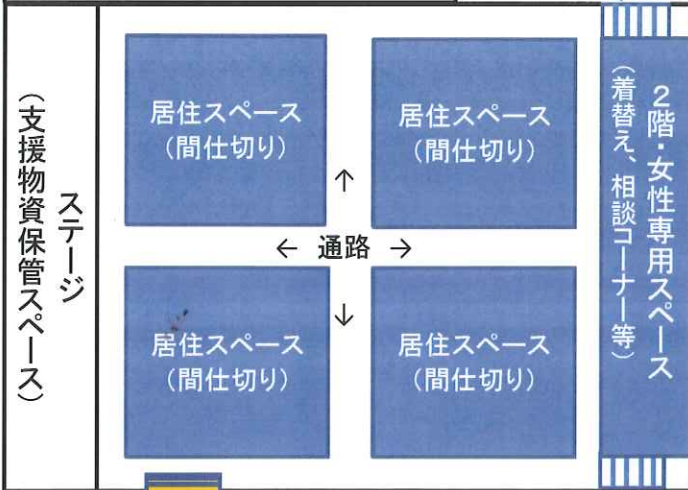 ステージ
（支援物資保管スペース）
居住スペース
（間仕切り）
居住スペース
（間仕切り）
↑
← 通路 →
↓
居住スペース
（間仕切り）
居住スペース
（間仕切り）
２階・女性専用スペース
（着替え、相談コーナー等）